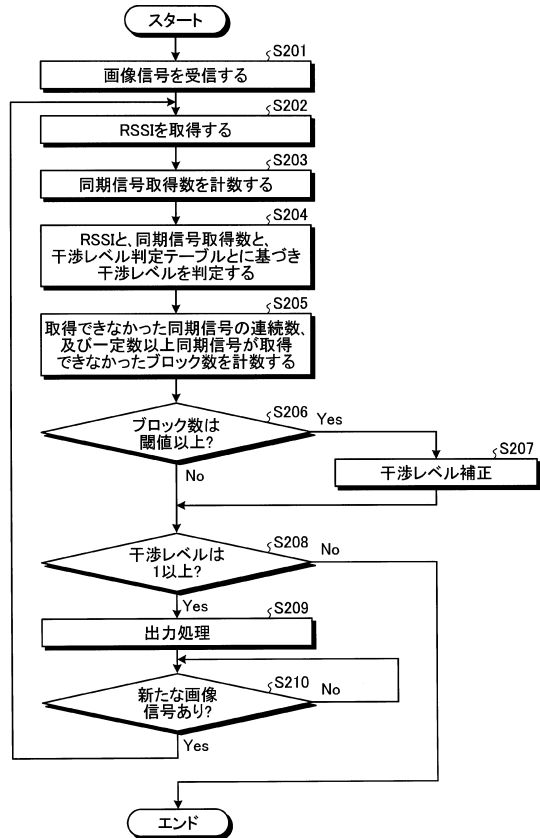 スタート
S201
画像信号を受信する
S202
RSSIを取得する
S203
同期信号取得数を計数する
S204
RSSIと、同期信号取得数と、
干渉レベル判定テーブルとに基づき
干渉レベルを判定する
S205
取得できなかった同期信号の連続数、
及び一定数以上同期信号が取得
できなかったブロック数を計数する
S206
ブロック数は
閾値以上?
Yes
No
S207
干渉レベル補正
S208
干渉レベルは
1以上?
No
Yes
S209
出力処理
S210
新たな画像
信号あり?
No
Yes
エンド